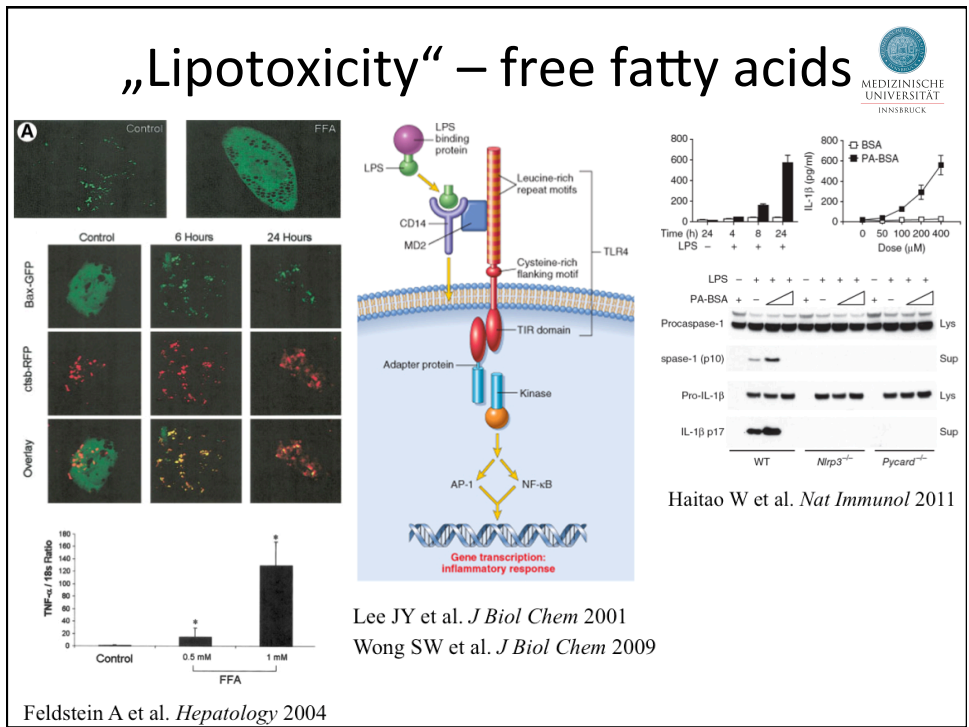 „Lipotoxicity“ – free fatty acids
MEDIZINISCHE
UNIVERSITÄT
INNSBRUCK
A
Control
FFA
Control
6 Hours
24 Hours
Bax-GFP
ctsb-RFP
Overlay
TNF-α / 18s Ratio
180
160
140
120
100
80
60
40
20
0
*
*
Control
0.5 mM
1 mM
FFA
Feldstein A et al. Hepatology 2004
LPS
binding
protein
LPS
Leucine-rich
repeat motifs
CD14
MD2
TLR4
Cysteine-rich
flanking motif
TIR domain
Adapter protein
Kinase
AP-1
NF-κB
Gene transcription:
inflammatory response
Lee JY et al. J Biol Chem 2001
Wong SW et al. J Biol Chem 2009
800
600
400
200
0
Time (h) 24 4 8 24
LPS – + + +
IL-1β (pg/ml)
800
600
400
200
0
BSA
PA-BSA
0 50 100 200 400
Dose (μM)
LPS – + + + – + + + – + + +
PA-BSA + – + – + –
Procaspase-1 Lys
spase-1 (p10) Sup
Pro-IL-1β Lys
IL-1β p17 Sup
WT Nlrp3–/– Pycard–/–
Haitao W et al. Nat Immunol 2011